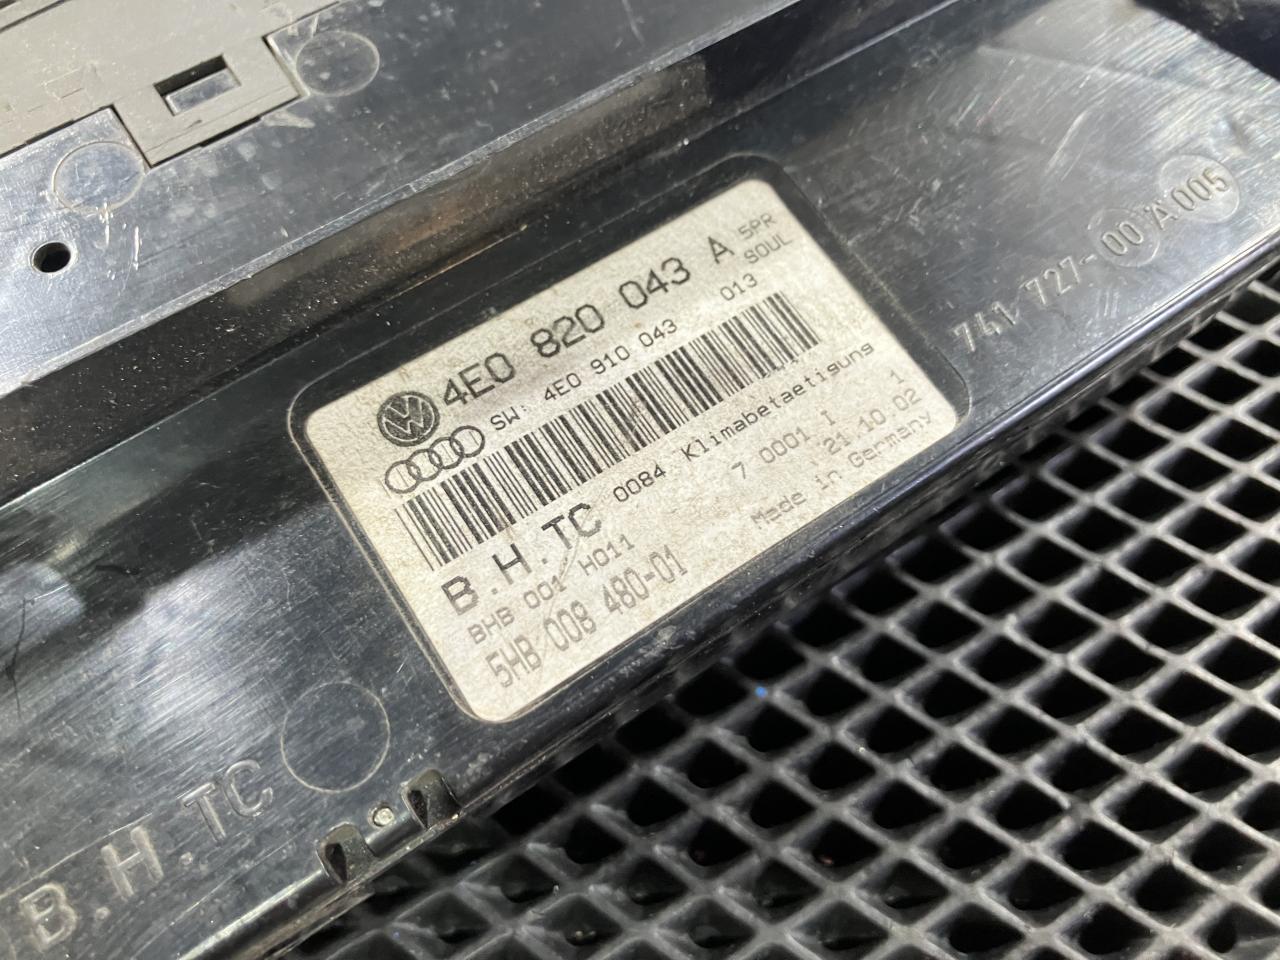 4E0 820 043 A 5PR
SW: 4E0 910 043 013 SOUL
B.H.TC 0084 Klimabetaetigung
BHB 001 H011 7 0001 I 1
5HB 008 480-01 21.10.02
Made in Germany
741 727-00 A005
B.H.TC